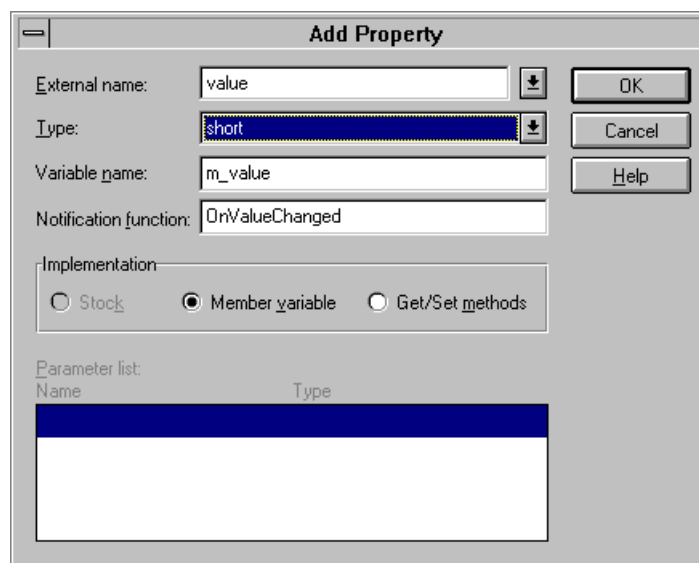 Add Property
External name: value OK
Type: short Cancel
Variable name: m_value Help
Notification function: OnValueChanged
Implementation
Stock Member variable Get/Set methods
Parameter list:
Name Type